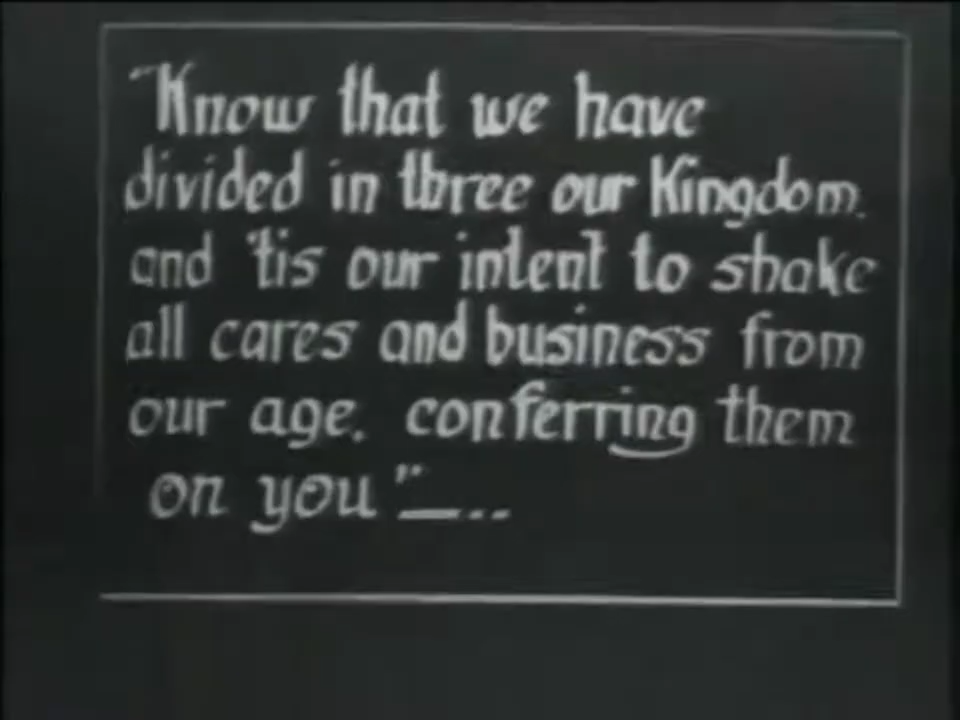 "Know that we have
divided in three our Kingdom.
and 'tis our intent to shake
all cares and business from
our age, conferring them
on you"—--